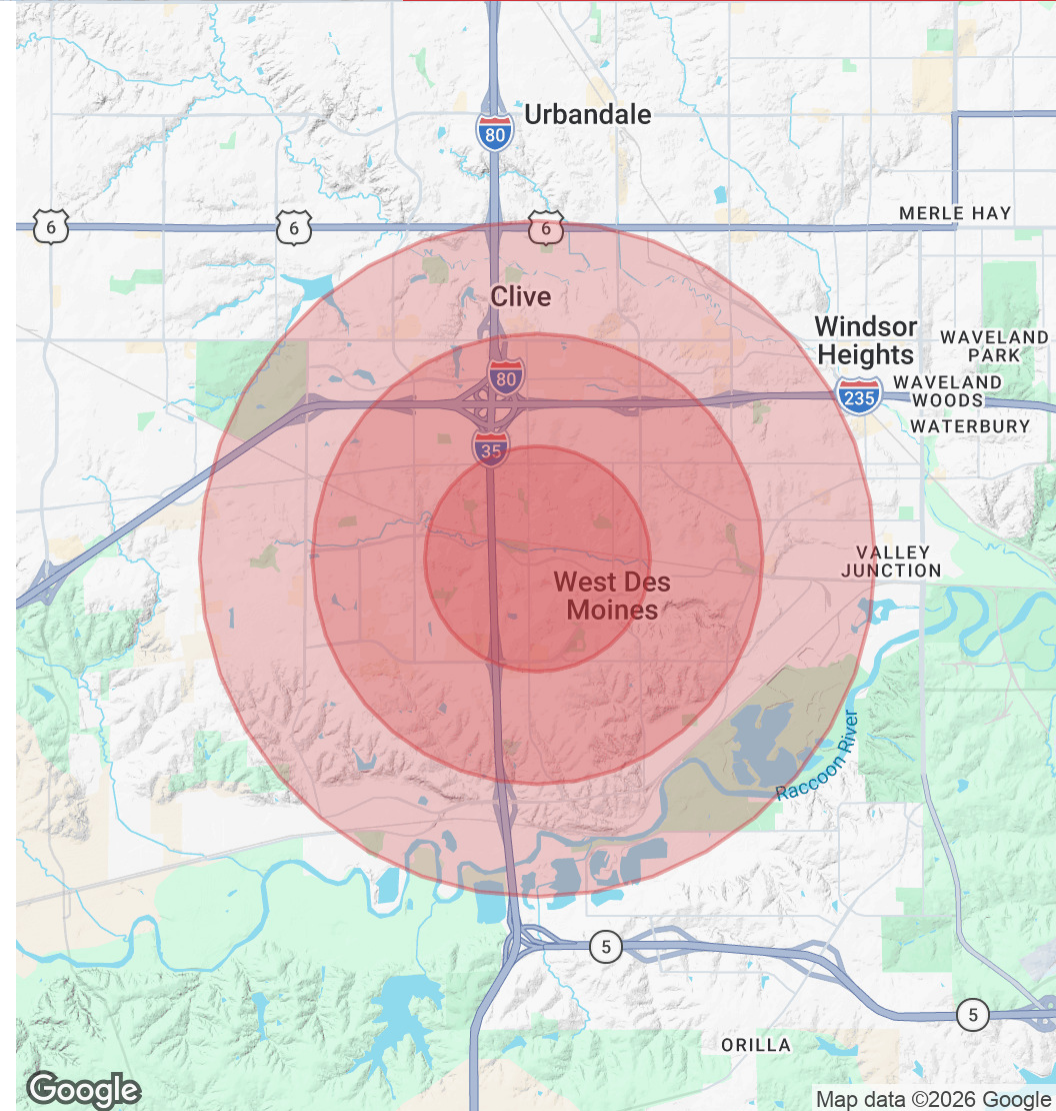 Urbandale
80
6
6
6
MERLE HAY
Clive
Windsor
Heights
WAVELAND
PARK
80
WAVELAND
WOODS
235
WATERBURY
35
VALLEY
JUNCTION
West Des
Moines
Raccoon River
5
5
ORILLA
Google
Map data ©2026 Google